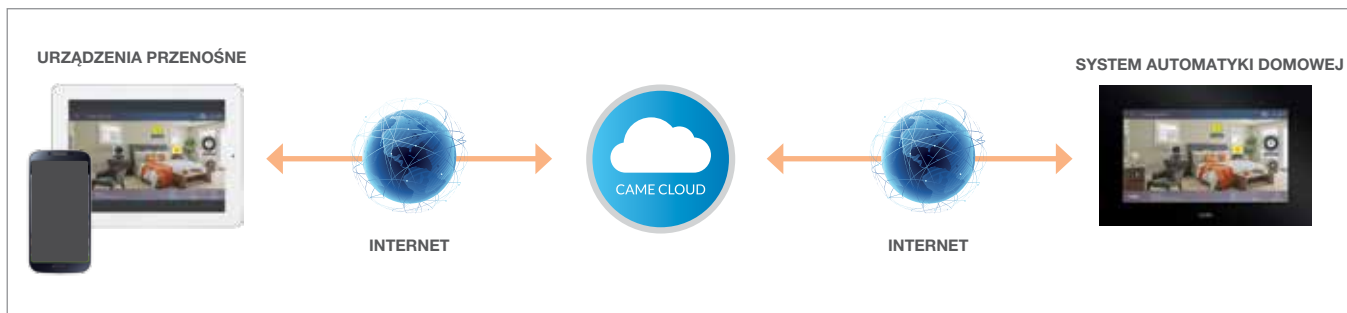 URZĄDZENIA PRZENOŚNE
SYSTEM AUTOMATYKI DOMOWEJ
CAME CLOUD
INTERNET
INTERNET